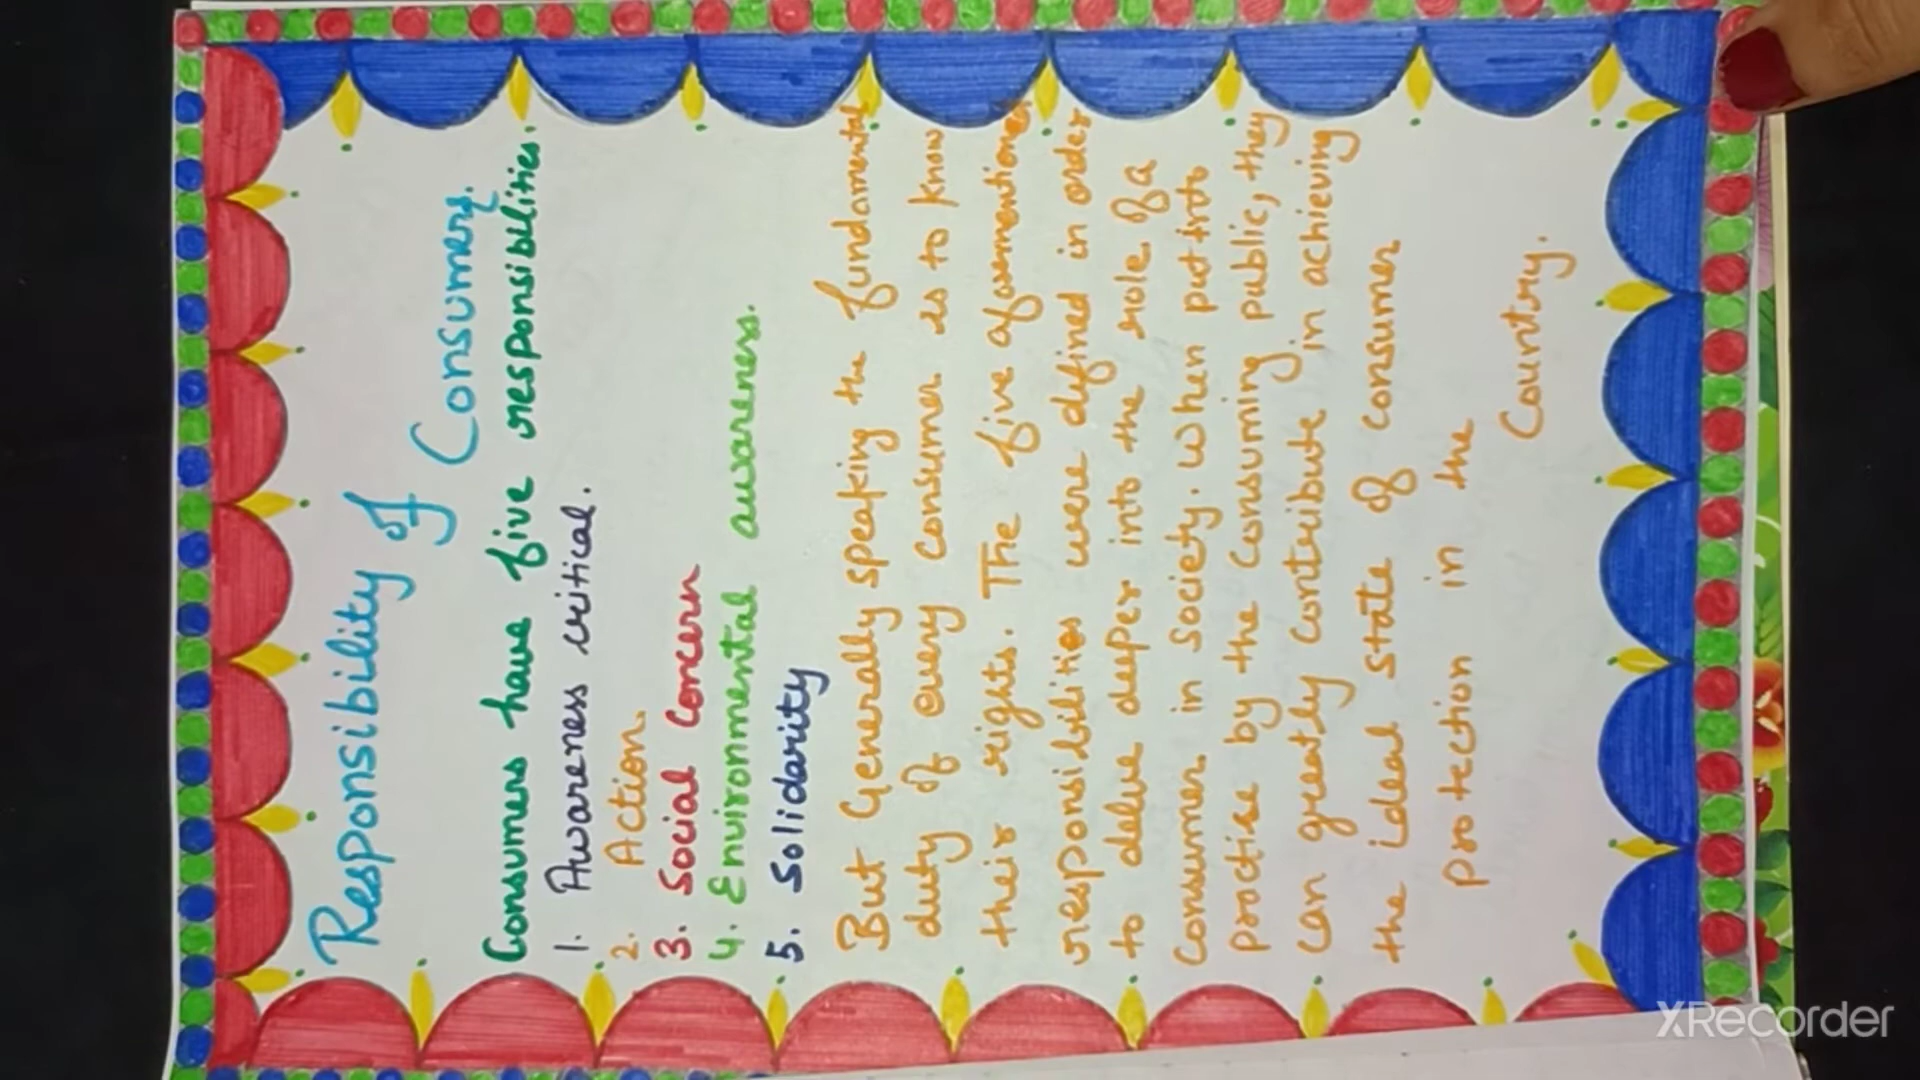 Responsibility of
Consumers.
Consumers have five responsibilities.
1. Awareness critical.
2. Action
3. Social Concern
4. Environmental awareness.
5. Solidarity
But Generally speaking the fundamental
duty of every consumer is to know
their rights. The five aforementioned
responsibilities were defined in order
to delve deeper into the role of a
Consumer in society. When put into
practise by the consuming public, they
can greatly contribute in achieving
the ideal state of consumer
protection in the
Country.
XRecorder